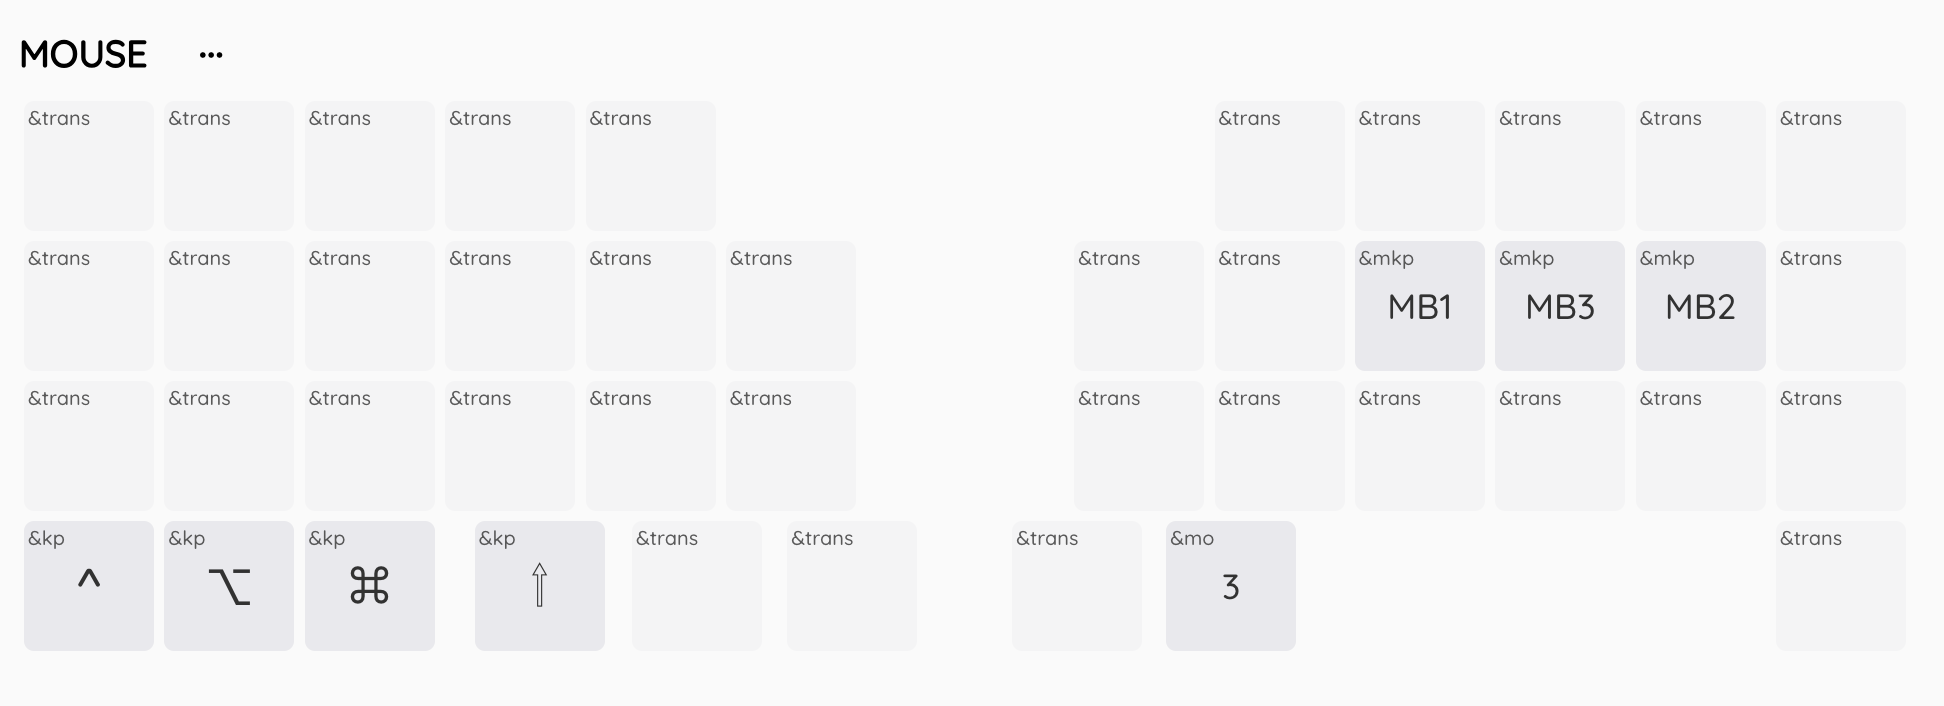 MOUSE ...
&trans &trans &trans &trans &trans &trans &trans &trans &trans &trans
&trans &trans &trans &trans &trans &trans &trans &trans &mkp &mkp &mkp &trans
MB1 MB3 MB2
&trans &trans &trans &trans &trans &trans &trans &trans &trans &trans &trans &trans
&kp &kp &kp &kp &trans &trans &trans &mo &trans
^ ⌥ ⌘ ⇧ 3